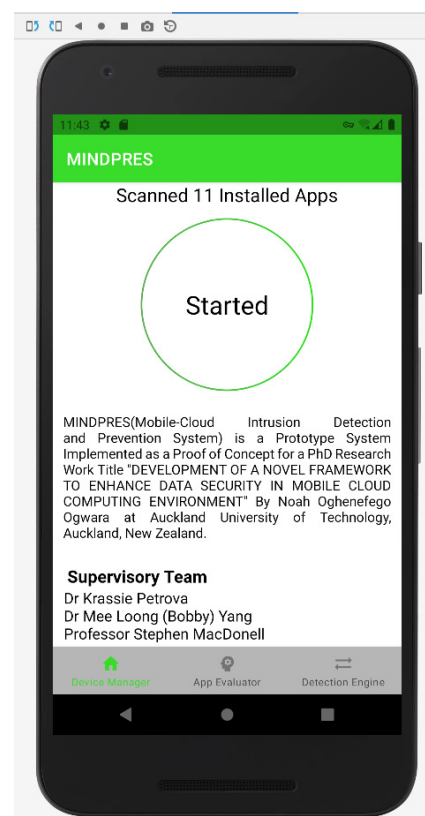 11:43
MINDPRES
Scanned 11 Installed Apps
Started
MINDPRES(Mobile-Cloud Intrusion Detection
and Prevention System) is a Prototype System
Implemented as a Proof of Concept for a PhD Research
Work Title "DEVELOPMENT OF A NOVEL FRAMEWORK
TO ENHANCE DATA SECURITY IN MOBILE CLOUD
COMPUTING ENVIRONMENT" By Noah Oghenefego
Ogwara at Auckland University of Technology,
Auckland, New Zealand.
Supervisory Team
Dr Krassie Petrova
Dr Mee Loong (Bobby) Yang
Professor Stephen MacDonell
Device Manager App Evaluator Detection Engine